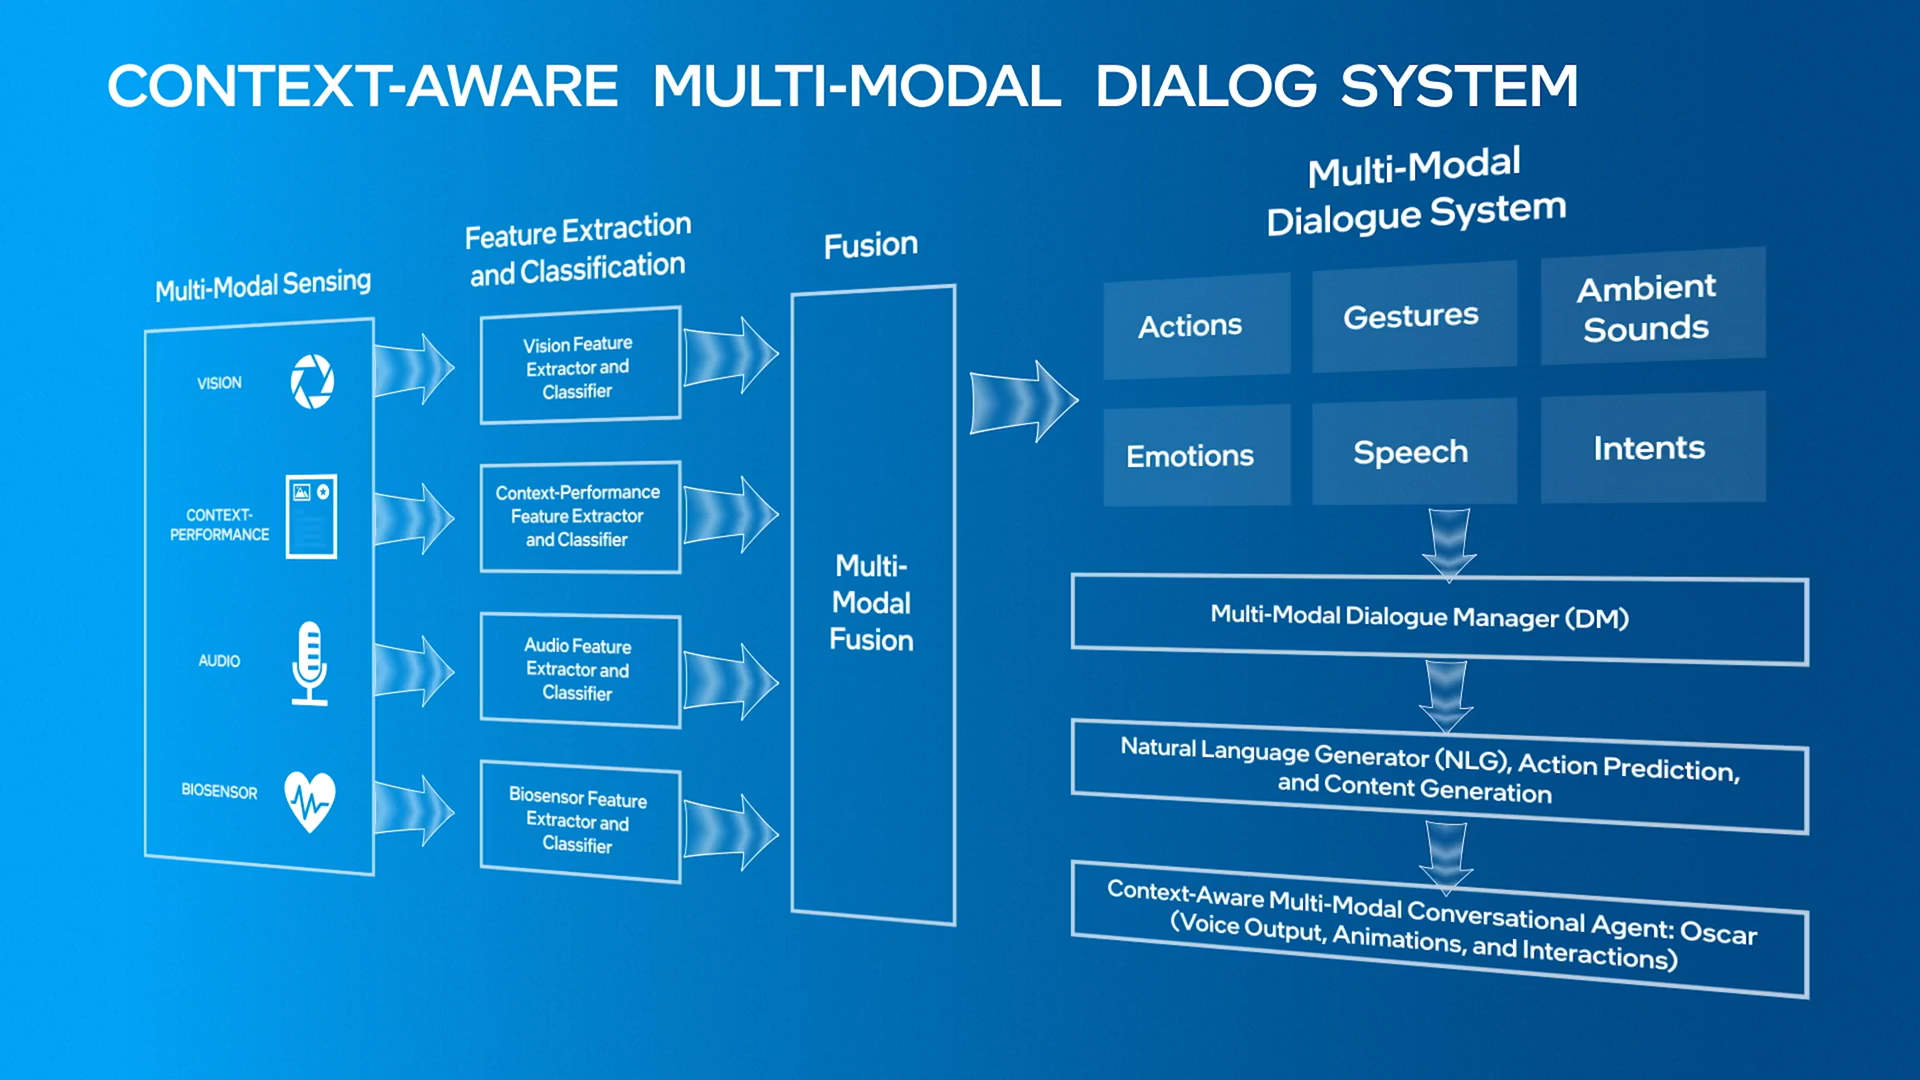 CONTEXT-AWARE MULTI-MODAL DIALOG SYSTEM
Multi-Modal Sensing
VISION
CONTEXT-
PERFORMANCE
AUDIO
BIOSENSOR
Feature Extraction
and Classification
Vision Feature
Extractor and
Classifier
Context-Performance
Feature Extractor
and Classifier
Audio Feature
Extractor and
Classifier
Biosensor Feature
Extractor and
Classifier
Fusion
Multi-
Modal
Fusion
Multi-Modal
Dialogue System
Actions
Gestures
Ambient
Sounds
Emotions
Speech
Intents
Multi-Modal Dialogue Manager (DM)
Natural Language Generator (NLG), Action Prediction,
and Content Generation
Context-Aware Multi-Modal Conversational Agent: Oscar
(Voice Output, Animations, and Interactions)